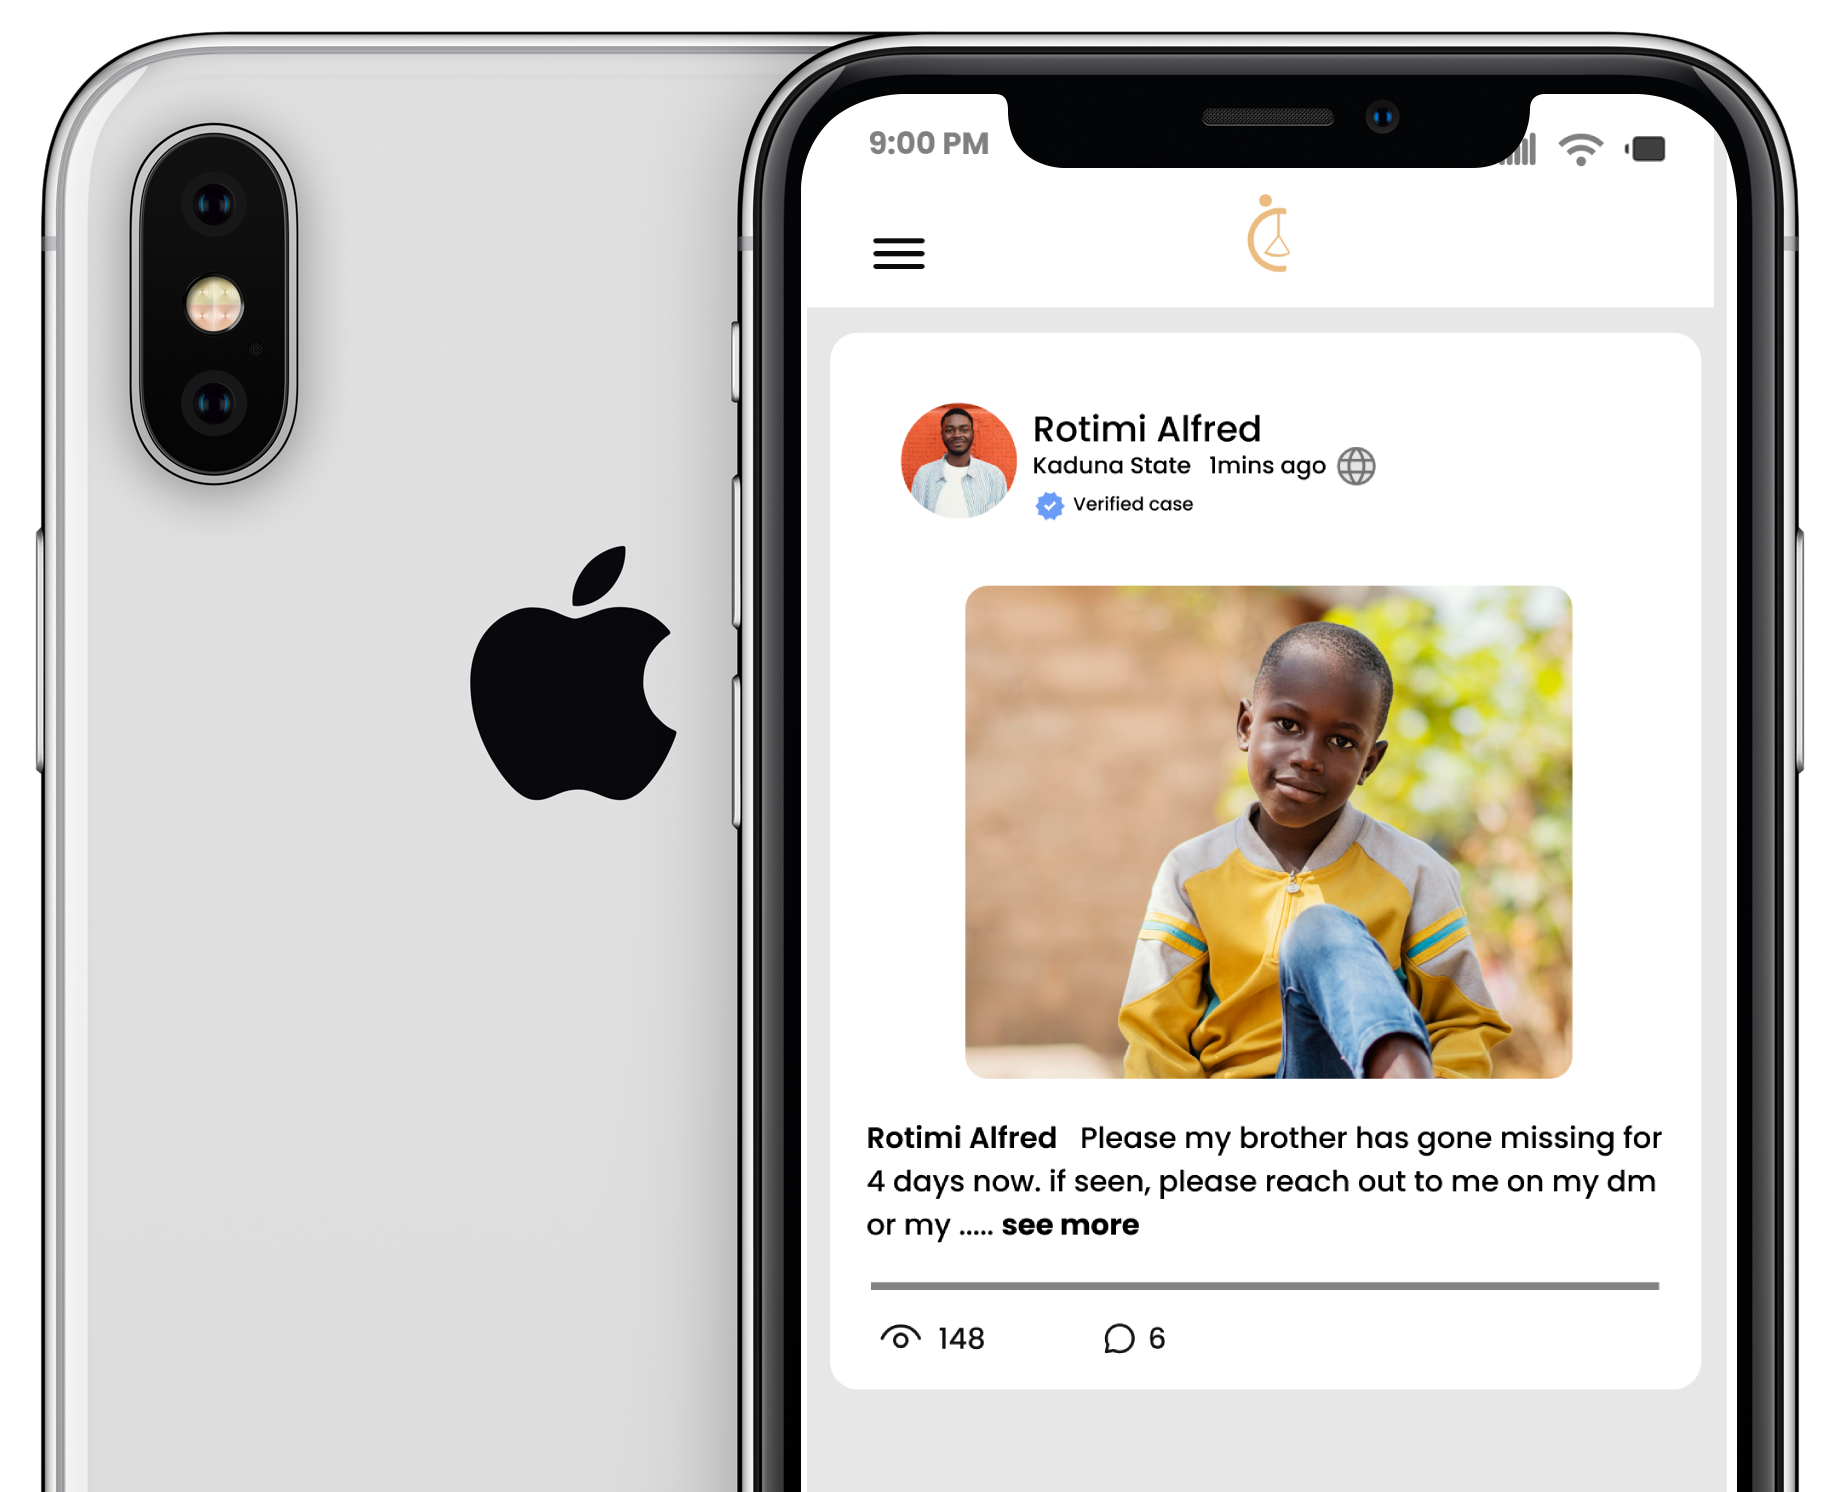 9:00 PM
Rotimi Alfred
Kaduna State 1mins ago
Verified case
Rotimi Alfred Please my brother has gone missing for
4 days now. if seen, please reach out to me on my dm
or my ..... see more
148 6